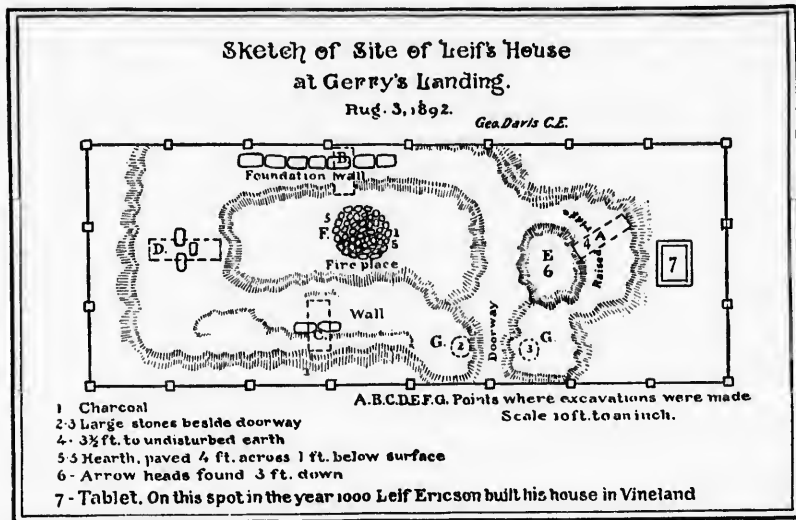 Sketch of Site of Leif's House
at Gerry's Landing.
Aug. 3, 1892.
Geo. Davis C.E.
B.
Foundation Wall
5
F.
1
5
Fire place
D.
E
6
4
Raised
7
Wall
C.
G.
2
Doorway
3
G.
A.B.C.D.E.F.G. Points where excavations were made
Scale 10 ft. to an inch.
1 Charcoal
2·3 Large stones beside doorway
4 · 3½ ft. to undisturbed earth
5·5 Hearth, paved 4 ft. across 1 ft. below surface
6 - Arrow heads found 3 ft. down
7 - Tablet. On this spot in the year 1000 Leif Ericson built his house in Vineland